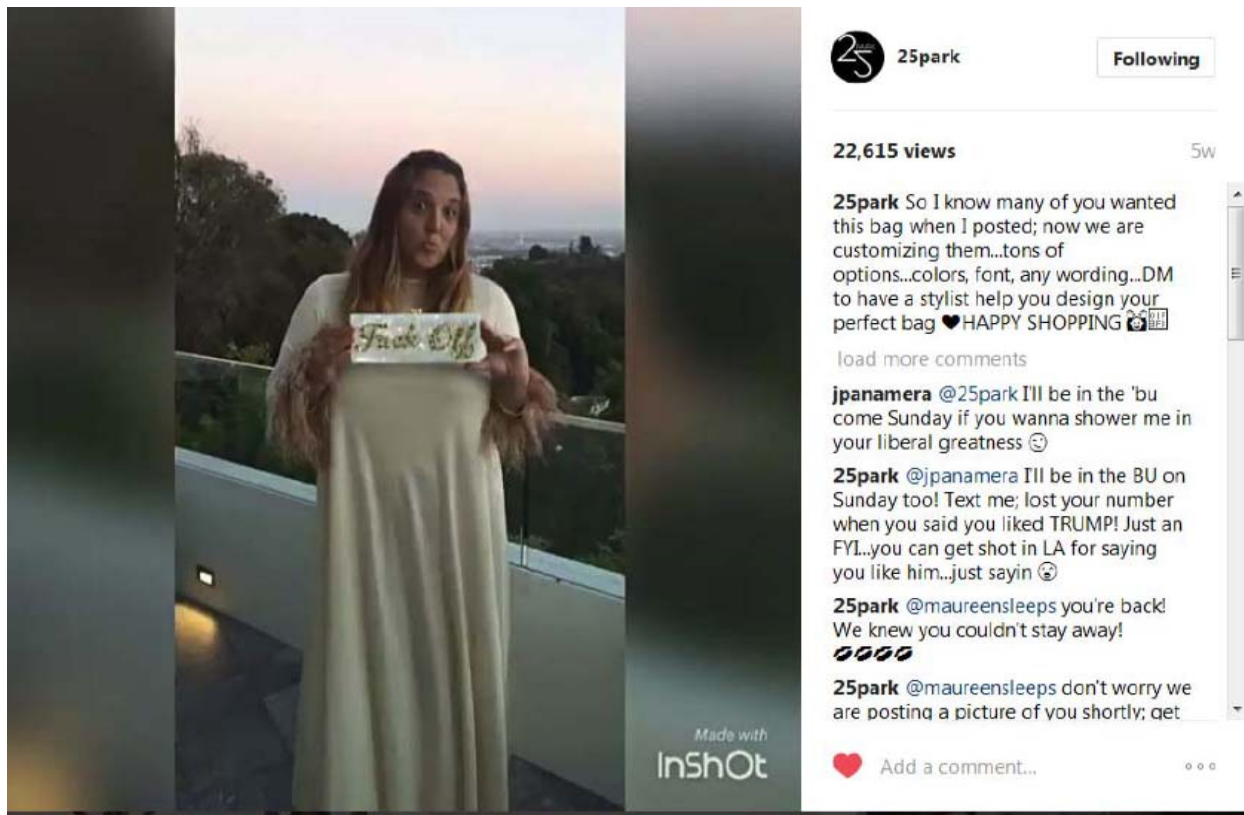 Fuck Off
Made with
InShOt
25
PARK
25park
Following
22,615 views
5w
25park So I know many of you wanted
this bag when I posted; now we are
customizing them...tons of
options...colors, font, any wording...DM
to have a stylist help you design your
perfect bag ♥HAPPY SHOPPING
load more comments
jpanamera @25park I'll be in the 'bu
come Sunday if you wanna shower me in
your liberal greatness
25park @jpanamera I'll be in the BU on
Sunday too! Text me; lost your number
when you said you liked TRUMP! Just an
FYI...you can get shot in LA for saying
you like him...just sayin
25park @maureensleeps you're back!
We knew you couldn't stay away!
25park @maureensleeps don't worry we
are posting a picture of you shortly; get
Add a comment...